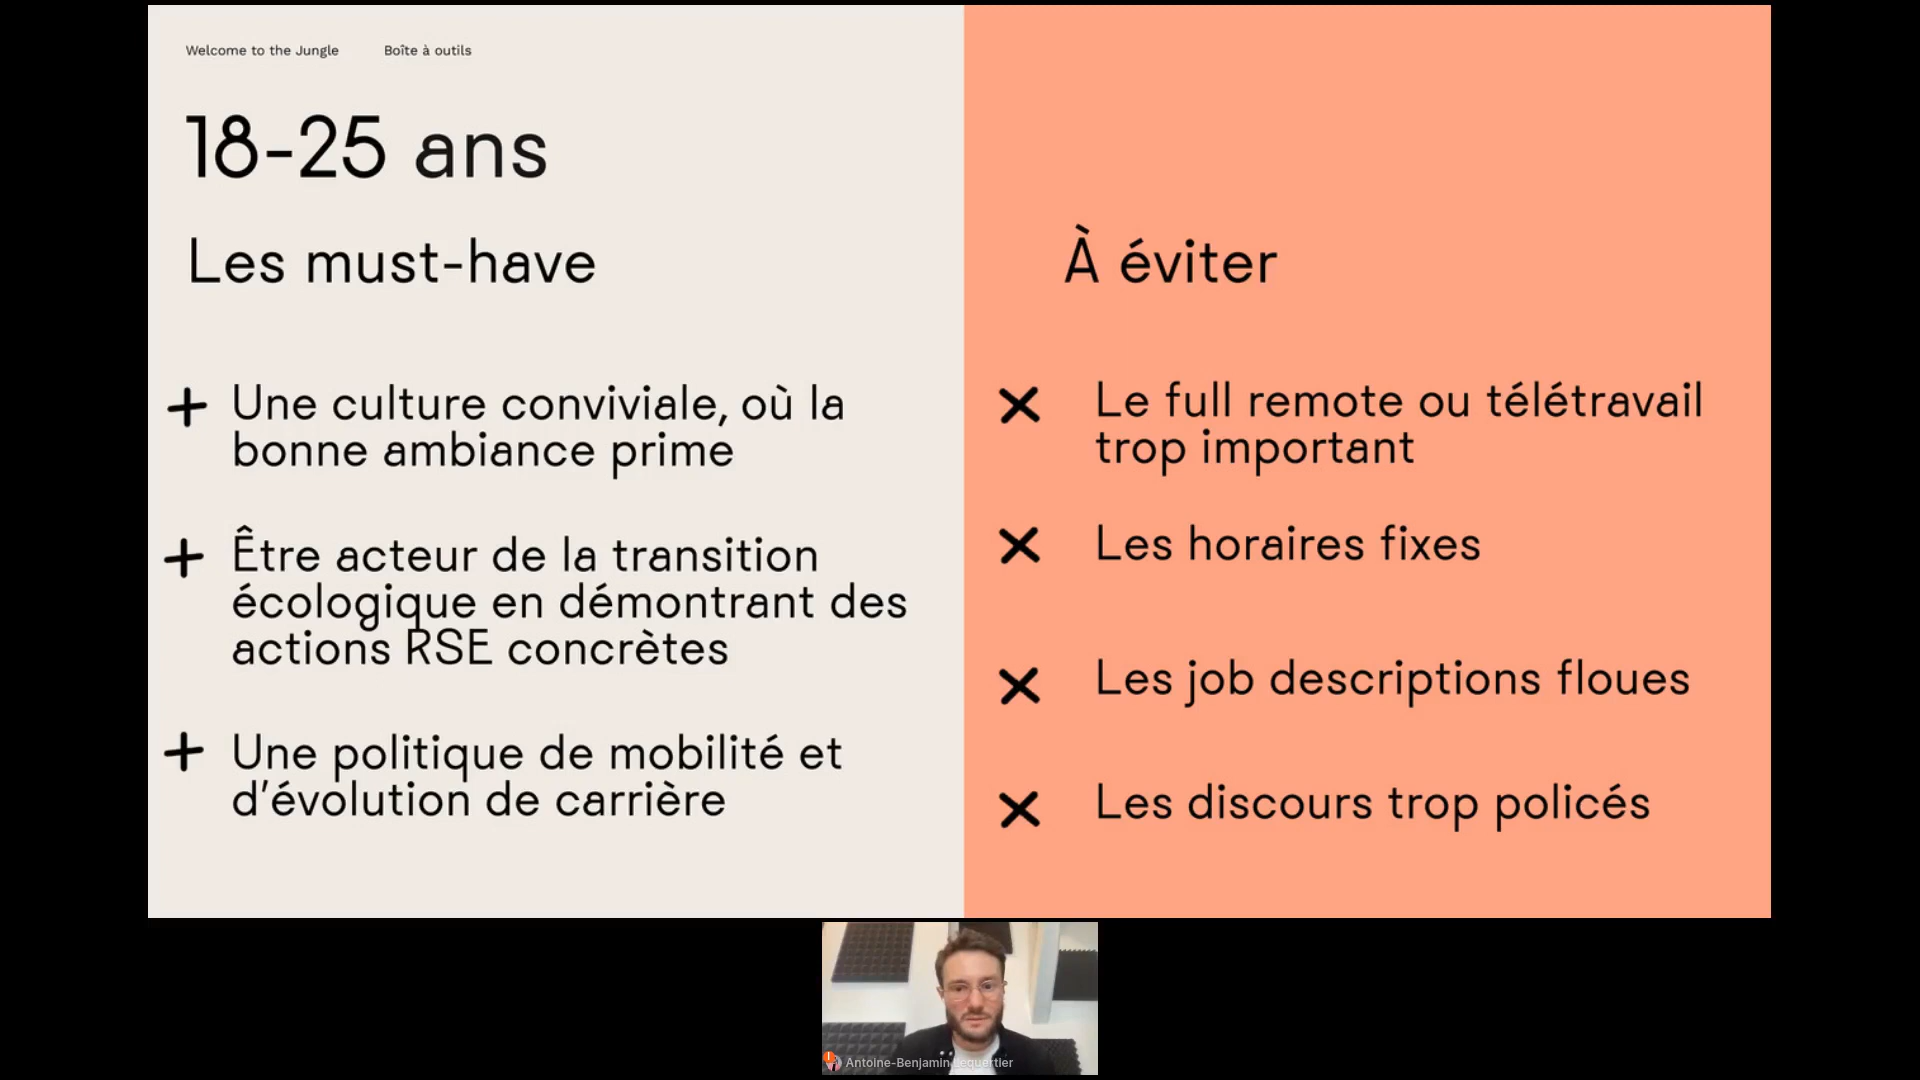 Welcome to the Jungle
Boîte à outils
18-25 ans
Les must-have
Une culture conviviale, où la
bonne ambiance prime
Être acteur de la transition
écologique en démontrant des
actions RSE concrètes
Une politique de mobilité et
d'évolution de carrière
À éviter
Le full remote ou télétravail
trop important
Les horaires fixes
Les job descriptions floues
Les discours trop policés
Antoine-Benjamin Lequertier